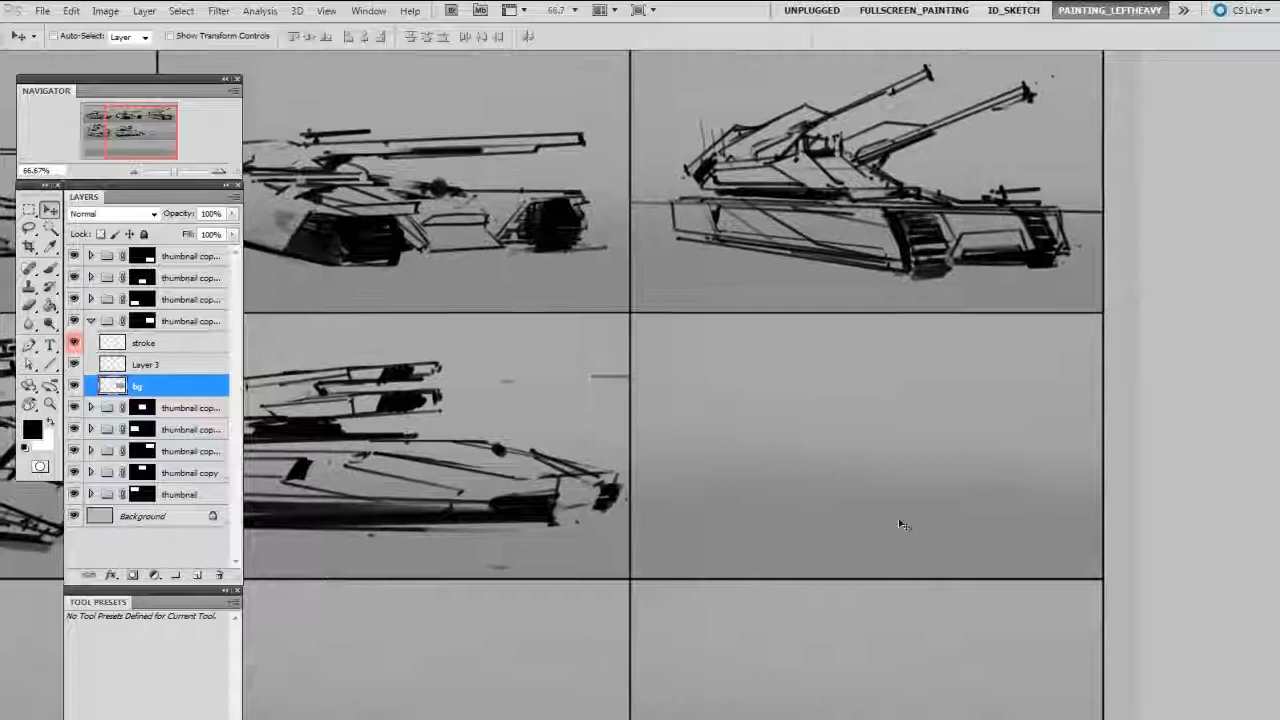 File Edit Image Layer Select Filter Analysis 3D View Window Help
66.7
UNPLUGGED FULLSCREEN_PAINTING ID_SKETCH PAINTING_LEFTHEAVY CS Live
Auto-Select: Layer Show Transform Controls
NAVIGATOR
66.67%
LAYERS
Normal Opacity: 100%
Lock: Fill: 100%
thumbnail cop...
thumbnail cop...
thumbnail cop...
thumbnail cop...
stroke
Layer 3
bg
thumbnail cop...
thumbnail cop...
thumbnail cop...
thumbnail copy
thumbnail
Background
TOOL PRESETS
No Tool Presets Defined for Current Tool.